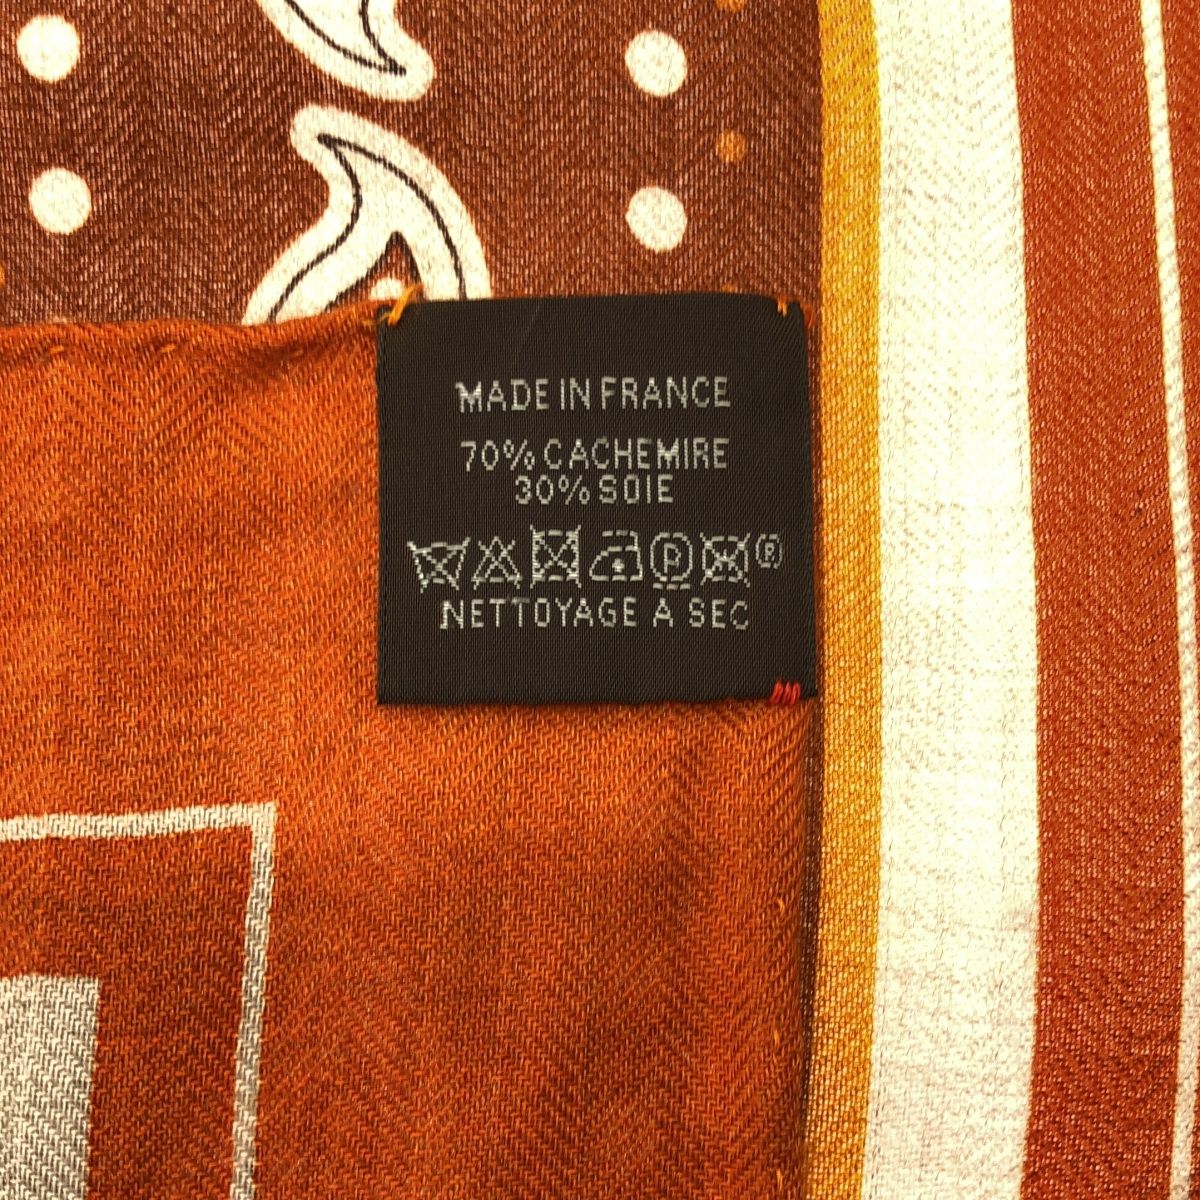 MADE IN FRANCE
70% CACHEMIRE
30% SOIE
P ®
NETTOYAGE A SEC